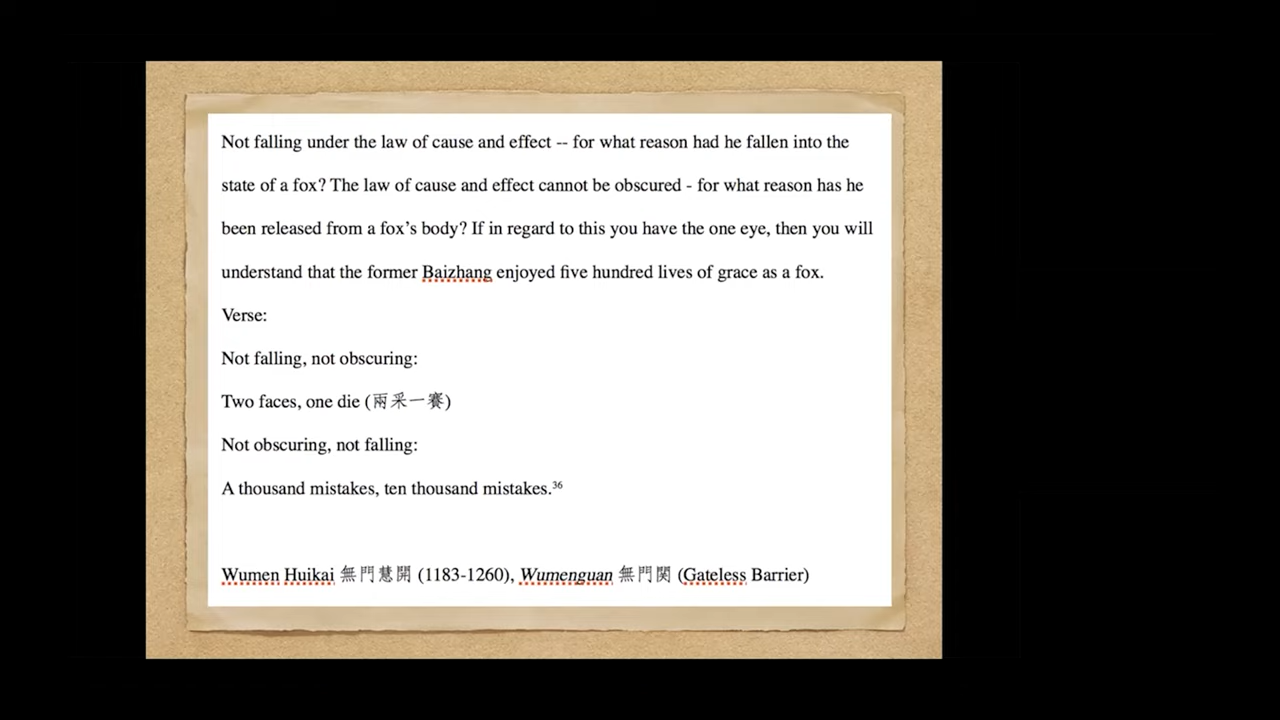 Not falling under the law of cause and effect -- for what reason had he fallen into the
state of a fox? The law of cause and effect cannot be obscured - for what reason has he
been released from a fox’s body? If in regard to this you have the one eye, then you will
understand that the former Baizhang enjoyed five hundred lives of grace as a fox.
Verse:
Not falling, not obscuring:
Two faces, one die (兩采一賽)
Not obscuring, not falling:
A thousand mistakes, ten thousand mistakes.³⁶
Wumen Huikai 無門慧開 (1183-1260), Wumenguan 無門関 (Gateless Barrier)